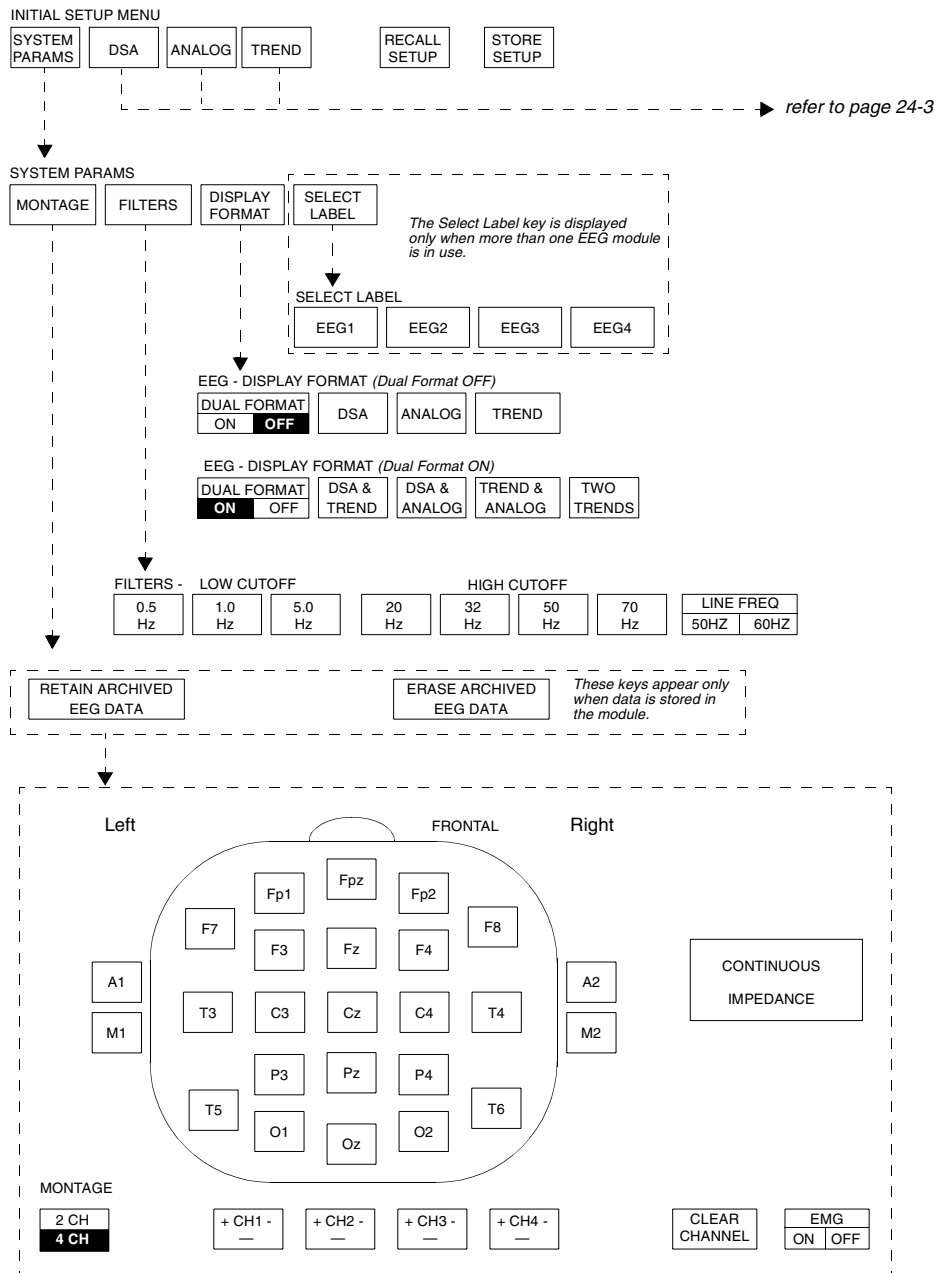 INITIAL SETUP MENU
SYSTEM PARAMS
DSA
ANALOG
TREND
RECALL SETUP
STORE SETUP
refer to page 24-3
SYSTEM PARAMS
MONTAGE
FILTERS
DISPLAY FORMAT
SELECT LABEL
The Select Label key is displayed
only when more than one EEG module
is in use.
SELECT LABEL
EEG1
EEG2
EEG3
EEG4
EEG - DISPLAY FORMAT (Dual Format OFF)
DUAL FORMAT
ON OFF
DSA
ANALOG
TREND
EEG - DISPLAY FORMAT (Dual Format ON)
DUAL FORMAT
ON OFF
DSA & TREND
DSA & ANALOG
TREND & ANALOG
TWO TRENDS
FILTERS - LOW CUTOFF HIGH CUTOFF
0.5 Hz
1.0 Hz
5.0 Hz
20 Hz
32 Hz
50 Hz
70 Hz
LINE FREQ
50HZ 60HZ
RETAIN ARCHIVED
EEG DATA
ERASE ARCHIVED
EEG DATA
These keys appear only
when data is stored in
the module.
Left FRONTAL Right
Fp1 Fpz Fp2
F7 F8
F3 Fz F4
A1 A2
T3 C3 Cz C4 T4
M1 M2
P3 Pz P4
T5 T6
O1 Oz O2
CONTINUOUS
IMPEDANCE
MONTAGE
2 CH
4 CH
+ CH1 -
—
+ CH2 -
—
+ CH3 -
—
+ CH4 -
—
CLEAR
CHANNEL
EMG
ON OFF